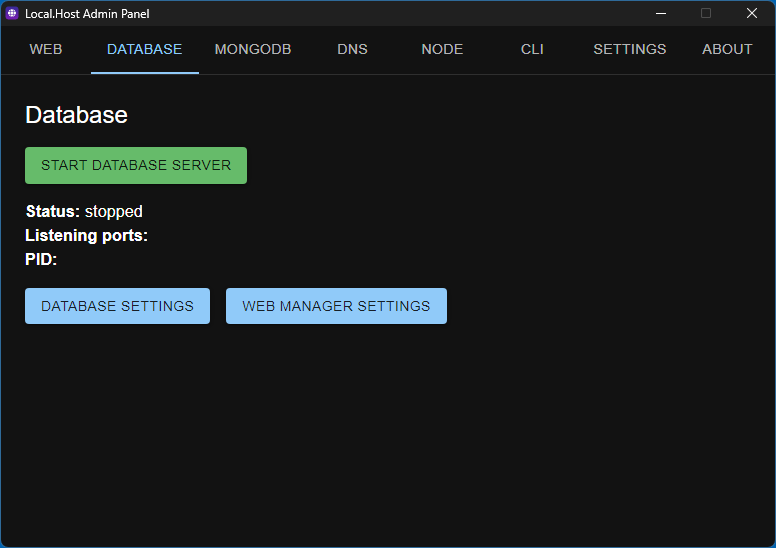 Local.Host Admin Panel
WEB DATABASE MONGODB DNS NODE CLI SETTINGS ABOUT
Database
START DATABASE SERVER
Status: stopped
Listening ports:
PID:
DATABASE SETTINGS WEB MANAGER SETTINGS